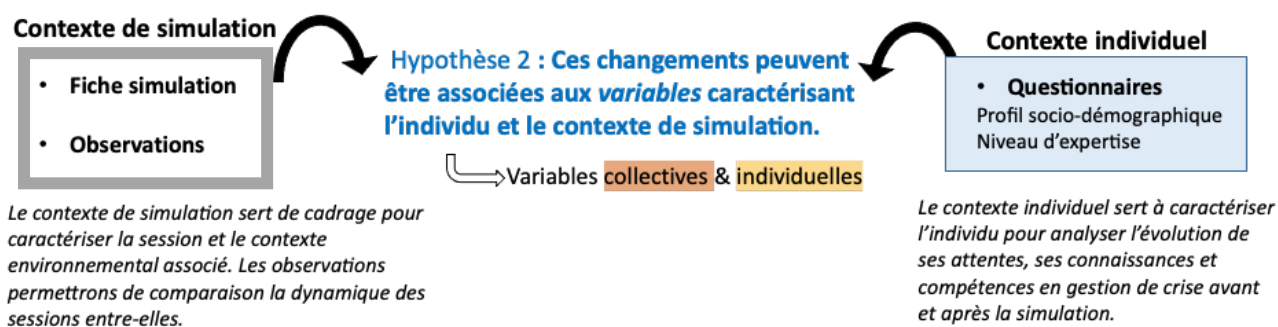 Contexte de simulation
• Fiche simulation
• Observations
Le contexte de simulation sert de cadrage pour
caractériser la session et le contexte
environnemental associé. Les observations
permettrons de comparaison la dynamique des
sessions entre-elles.
Hypothèse 2 : Ces changements peuvent
être associées aux variables caractérisant
l'individu et le contexte de simulation.
Variables collectives & individuelles
Contexte individuel
• Questionnaires
Profil socio-démographique
Niveau d'expertise
Le contexte individuel sert à caractériser
l'individu pour analyser l'évolution de
ses attentes, ses connaissances et
compétences en gestion de crise avant
et après la simulation.